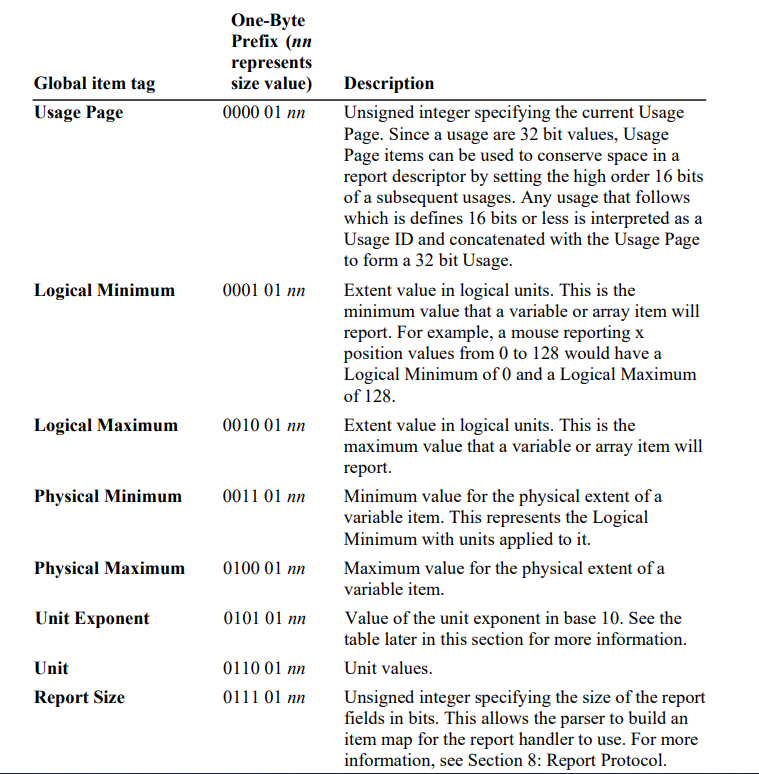 One-Byte
Prefix (nn
represents
Global item tag size value) Description
Usage Page 0000 01 nn Unsigned integer specifying the current Usage
Page. Since a usage are 32 bit values, Usage
Page items can be used to conserve space in a
report descriptor by setting the high order 16 bits
of a subsequent usages. Any usage that follows
which is defines 16 bits or less is interpreted as a
Usage ID and concatenated with the Usage Page
to form a 32 bit Usage.
Logical Minimum 0001 01 nn Extent value in logical units. This is the
minimum value that a variable or array item will
report. For example, a mouse reporting x
position values from 0 to 128 would have a
Logical Minimum of 0 and a Logical Maximum
of 128.
Logical Maximum 0010 01 nn Extent value in logical units. This is the
maximum value that a variable or array item will
report.
Physical Minimum 0011 01 nn Minimum value for the physical extent of a
variable item. This represents the Logical
Minimum with units applied to it.
Physical Maximum 0100 01 nn Maximum value for the physical extent of a
variable item.
Unit Exponent 0101 01 nn Value of the unit exponent in base 10. See the
table later in this section for more information.
Unit 0110 01 nn Unit values.
Report Size 0111 01 nn Unsigned integer specifying the size of the report
fields in bits. This allows the parser to build an
item map for the report handler to use. For more
information, see Section 8: Report Protocol.